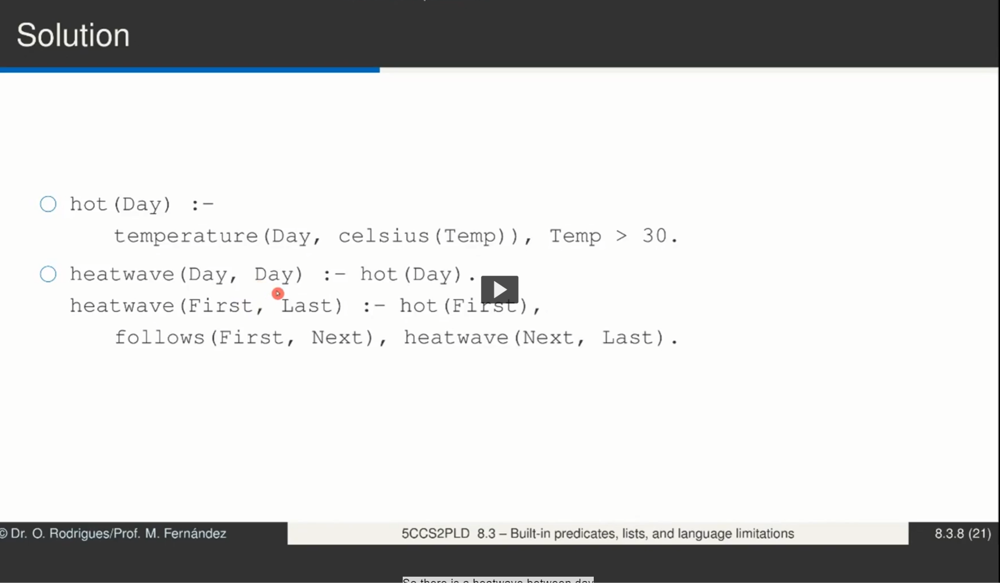 Solution
hot(Day) :-
temperature(Day, celsius(Temp)), Temp > 30.
heatwave(Day, Day) :- hot(Day).
heatwave(First, Last) :- hot(First),
follows(First, Next), heatwave(Next, Last).
© Dr. O. Rodrigues/Prof. M. Fernández
5CCS2PLD 8.3 – Built-in predicates, lists, and language limitations
8.3.8 (21)
So there is a heatwave between day